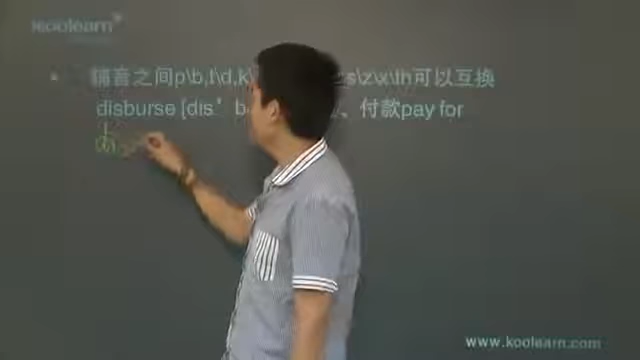 koolearn
辅音之间p\b,t\d,k\ s\z\x\th可以互换
disburse [dis' b 、付款pay for
di
www.koolearn.com